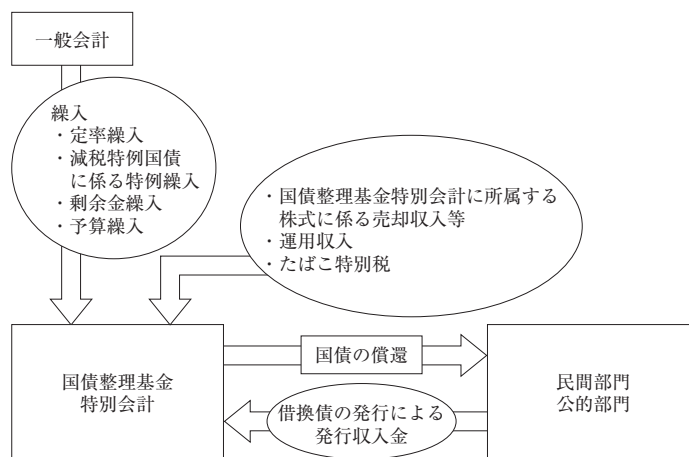 一般会計
繰入
・定率繰入
・減税特例国債
に係る特例繰入
・剰余金繰入
・予算繰入
・国債整理基金特別会計に所属する
株式に係る売却収入等
・運用収入
・たばこ特別税
国債整理基金
特別会計
国債の償還
借換債の発行による
発行収入金
民間部門
公的部門